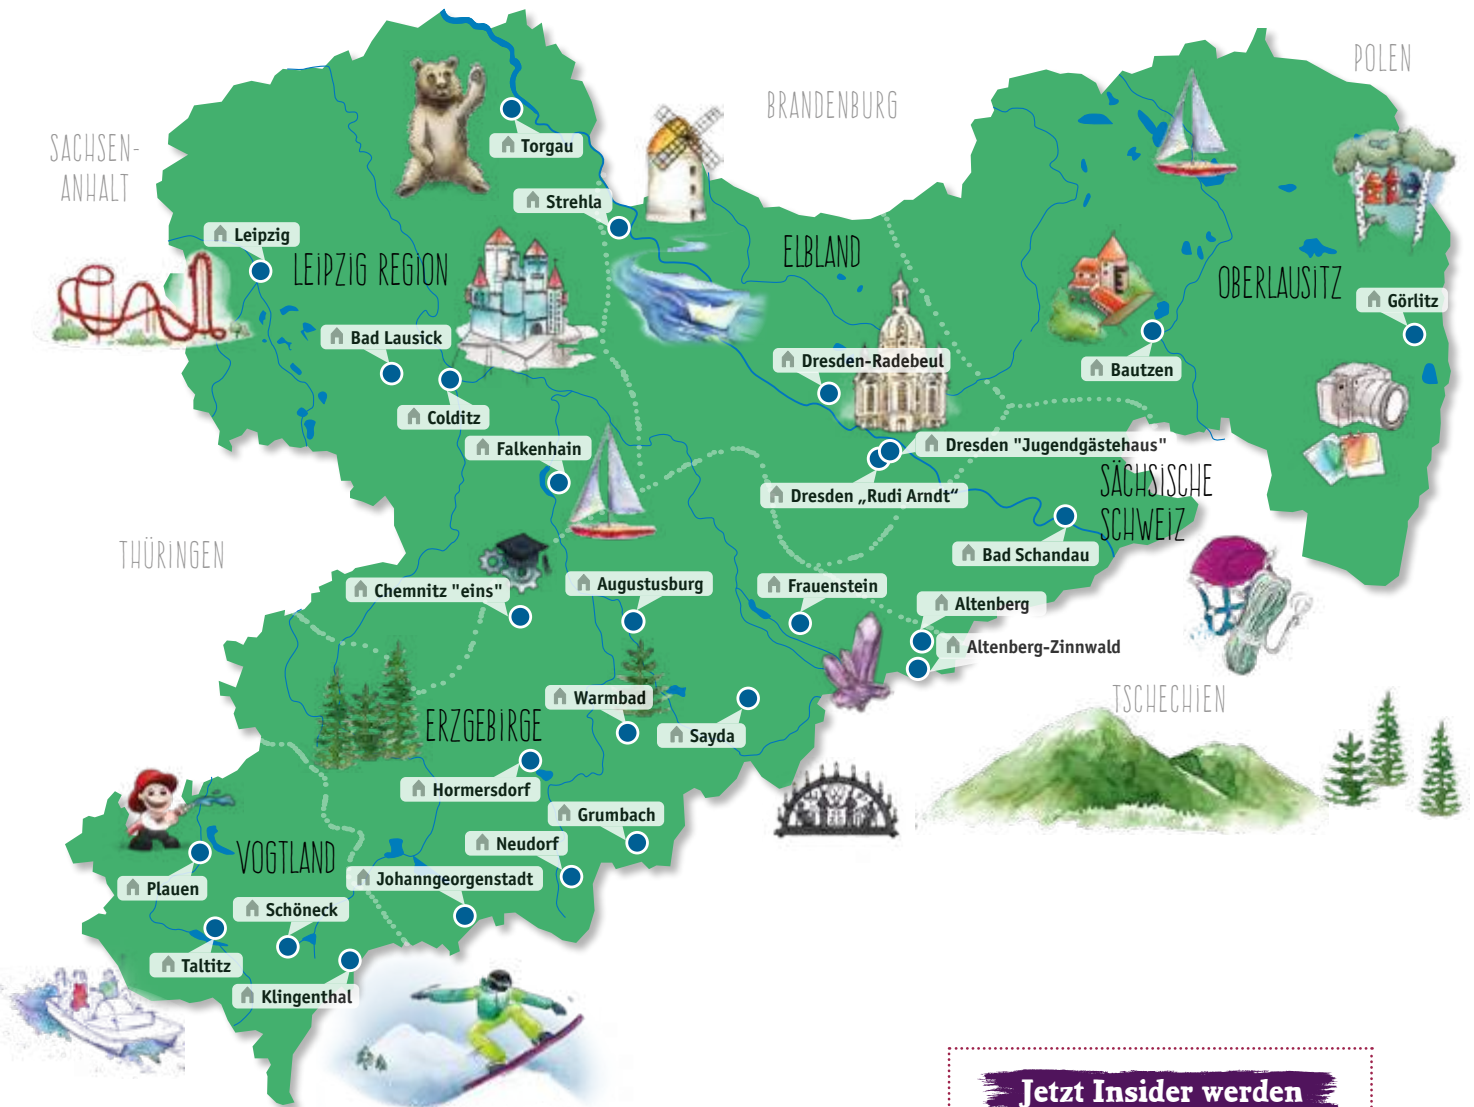 POLEN
BRANDENBURG
SACHSEN-
ANHALT
Torgau
Strehla
Leipzig
LEIPZIG REGION
ELBLAND
OBERLAUSITZ
Görlitz
Bad Lausick
Dresden-Radebeul
Bautzen
Colditz
Falkenhain
Dresden "Jugendgästehaus"
Dresden „Rudi Arndt“
SÄCHSISCHE
SCHWEIZ
Bad Schandau
THÜRINGEN
Chemnitz "eins"
Augustusburg
Frauenstein
Altenberg
Altenberg-Zinnwald
Warmbad
TSCHECHIEN
ERZGEBIRGE
Sayda
Hormersdorf
Grumbach
Neudorf
VOGTLAND
Johanngeorgenstadt
Plauen
Schöneck
Taltitz
Klingenthal
Jetzt Insider werden